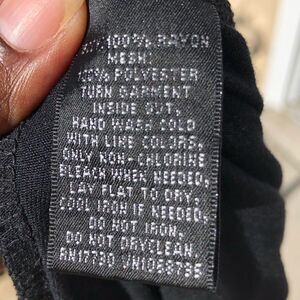 100% RAYON
MESH:
100% POLYESTER
TURN GARMENT
INSIDE OUT,
HAND WASH COLD
WITH LIKE COLORS,
ONLY NON-CHLORINE
BLEACH WHEN NEEDED,
LAY FLAT TO DRY,
COOL IRON IF NEEDED,
DO NOT IRON,
DO NOT DRYCLEAN.